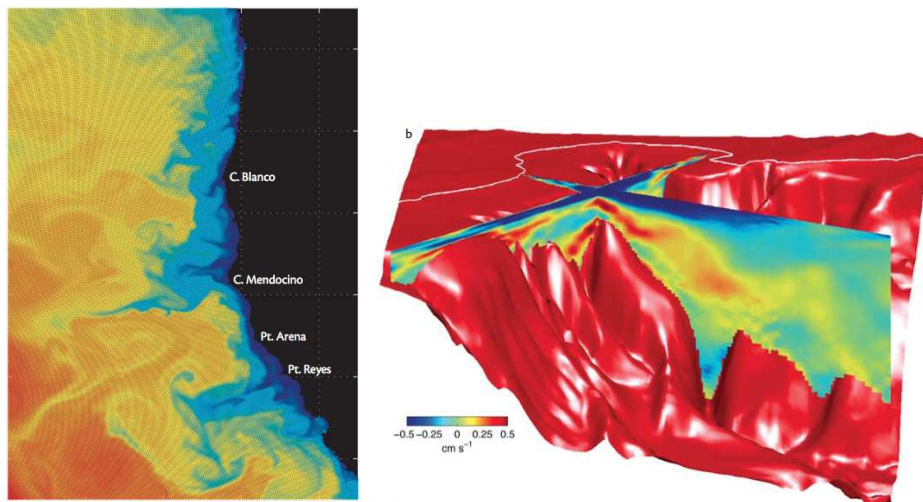 C. Blanco
C. Mendocino
Pt. Arena
Pt. Reyes
b
−0.5 −0.25 0 0.25 0.5
cm s⁻¹